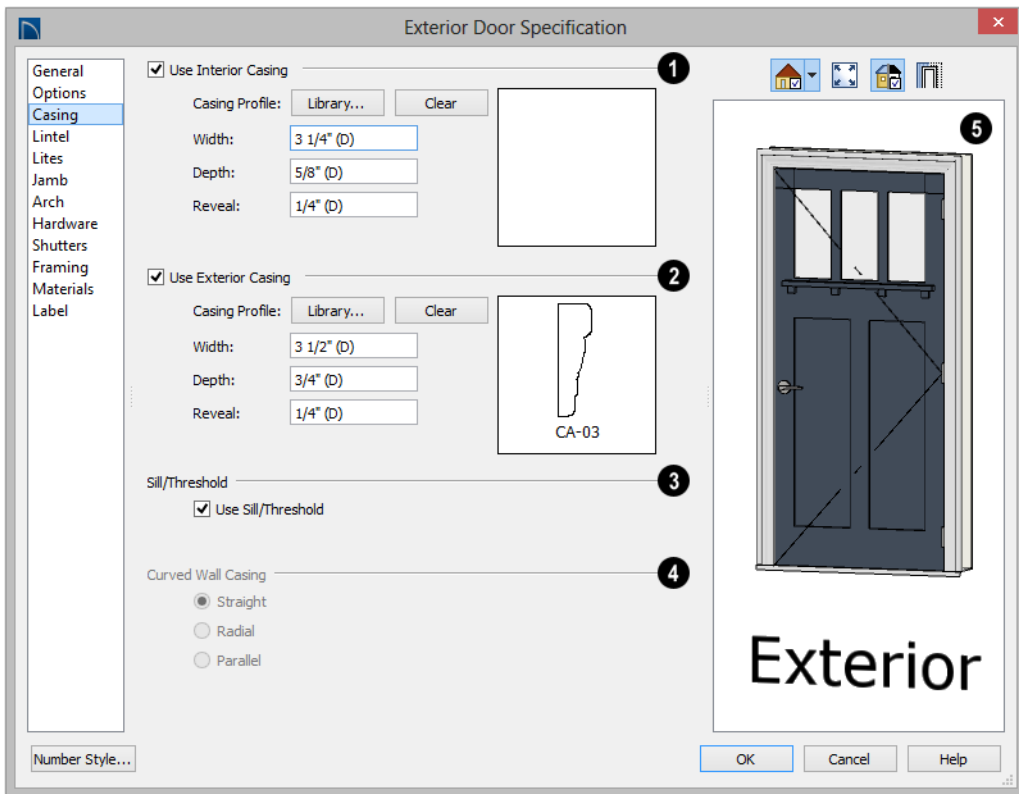 Exterior Door Specification
×
General
Options
Casing
Lintel
Lites
Jamb
Arch
Hardware
Shutters
Framing
Materials
Label
Use Interior Casing
1
Casing Profile: Library... Clear
Width: 3 1/4" (D)
Depth: 5/8" (D)
Reveal: 1/4" (D)
Use Exterior Casing
2
Casing Profile: Library... Clear
Width: 3 1/2" (D)
Depth: 3/4" (D)
Reveal: 1/4" (D)
CA-03
Sill/Threshold
3
Use Sill/Threshold
Curved Wall Casing
4
Straight
Radial
Parallel
5
Exterior
Number Style...
OK Cancel Help